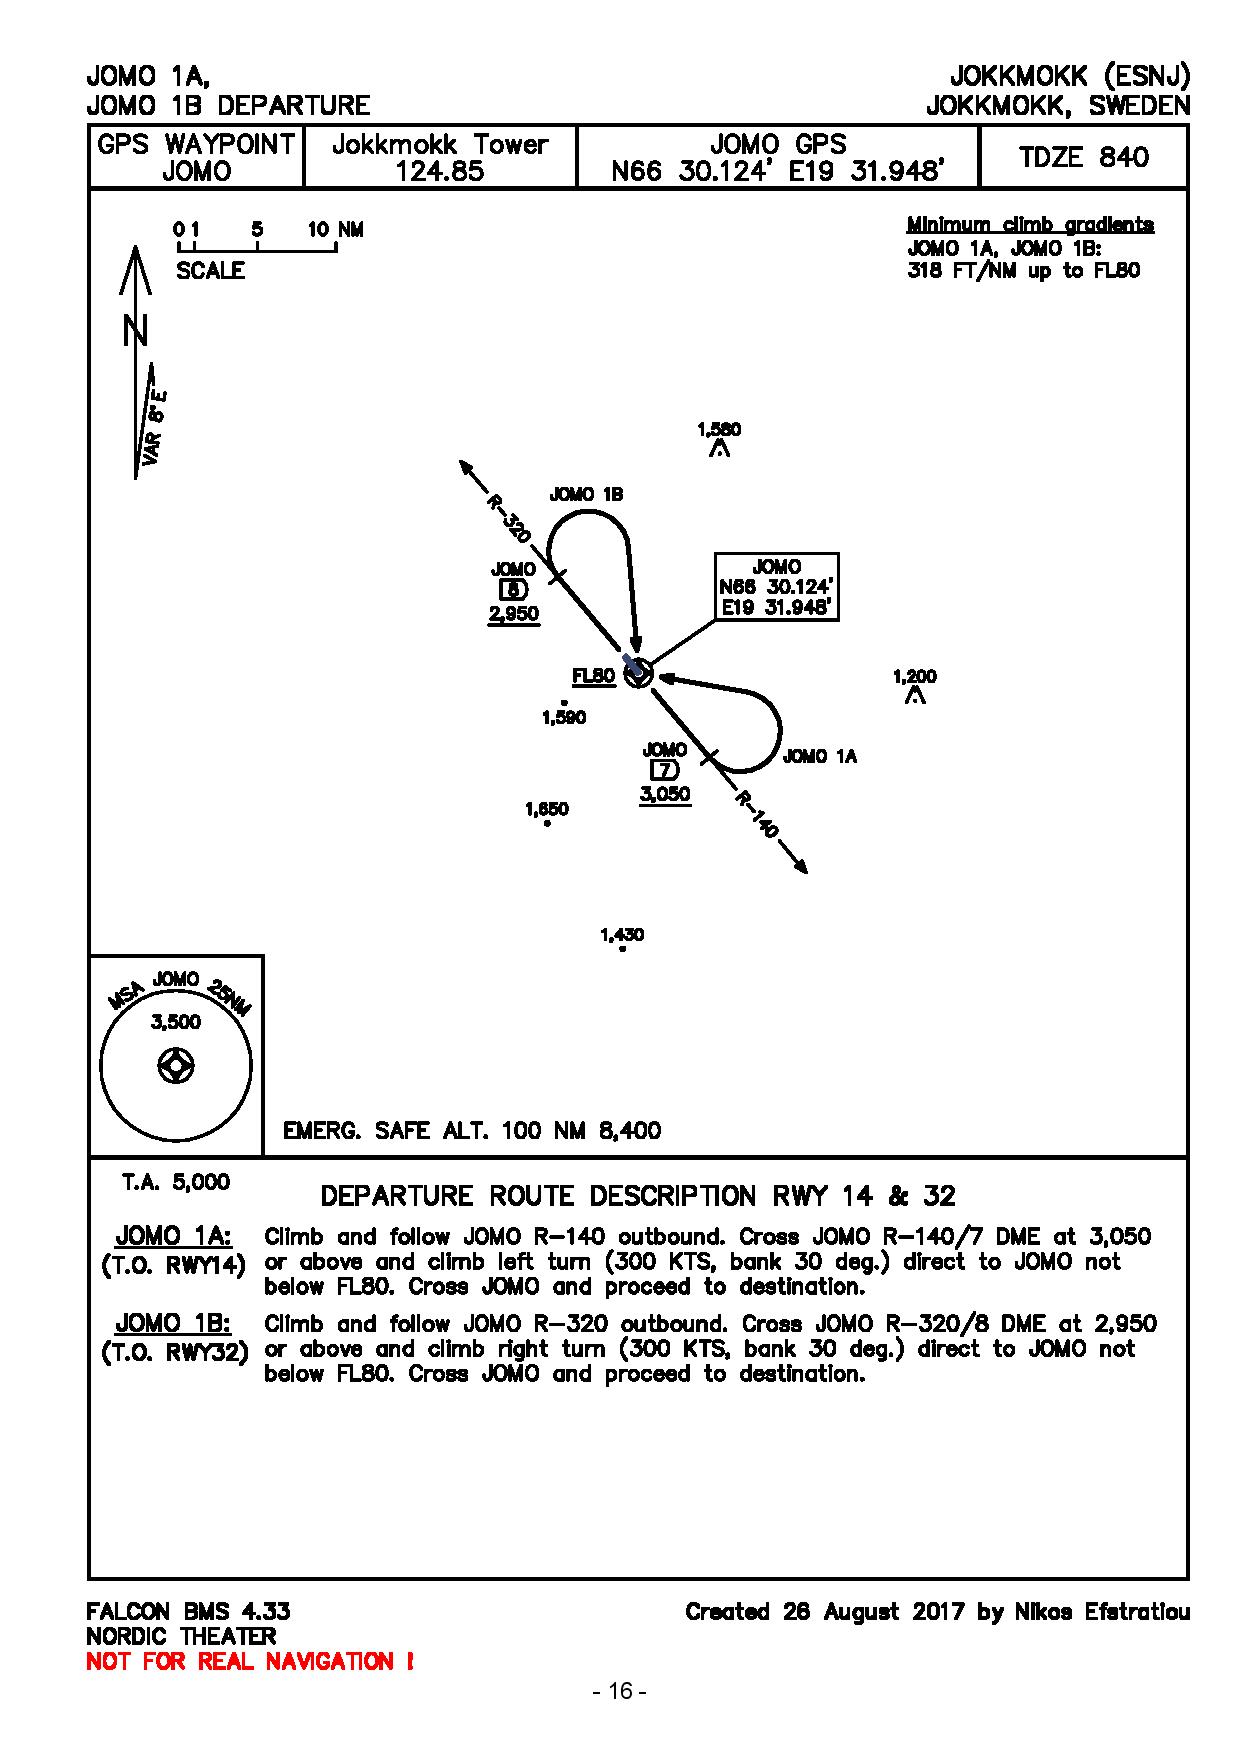 JOMO 1A,
JOMO 1B DEPARTURE
JOKKMOKK (ESNJ)
JOKKMOKK, SWEDEN
GPS WAYPOINT
JOMO
Jokkmokk Tower
124.85
JOMO GPS
N66 30.124' E19 31.948'
TDZE 840
0 1 5 10 NM
SCALE
Minimum climb gradients
JOMO 1A, JOMO 1B:
318 FT/NM up to FL80
N
VAR 8°E
1,580
JOMO 1B
R-320
JOMO
8
2,950
JOMO
N66 30.124'
E19 31.948'
FL80
1,200
1,590
JOMO
7
3,050
JOMO 1A
1,650
R-140
1,430
MSA JOMO 25NM
3,500
EMERG. SAFE ALT. 100 NM 8,400
T.A. 5,000
DEPARTURE ROUTE DESCRIPTION RWY 14 & 32
JOMO 1A: Climb and follow JOMO R-140 outbound. Cross JOMO R-140/7 DME at 3,050
(T.O. RWY14) or above and climb left turn (300 KTS, bank 30 deg.) direct to JOMO not
below FL80. Cross JOMO and proceed to destination.
JOMO 1B: Climb and follow JOMO R-320 outbound. Cross JOMO R-320/8 DME at 2,950
(T.O. RWY32) or above and climb right turn (300 KTS, bank 30 deg.) direct to JOMO not
below FL80. Cross JOMO and proceed to destination.
FALCON BMS 4.33
NORDIC THEATER
NOT FOR REAL NAVIGATION !
Created 26 August 2017 by Nikos Efstratiou
- 16 -